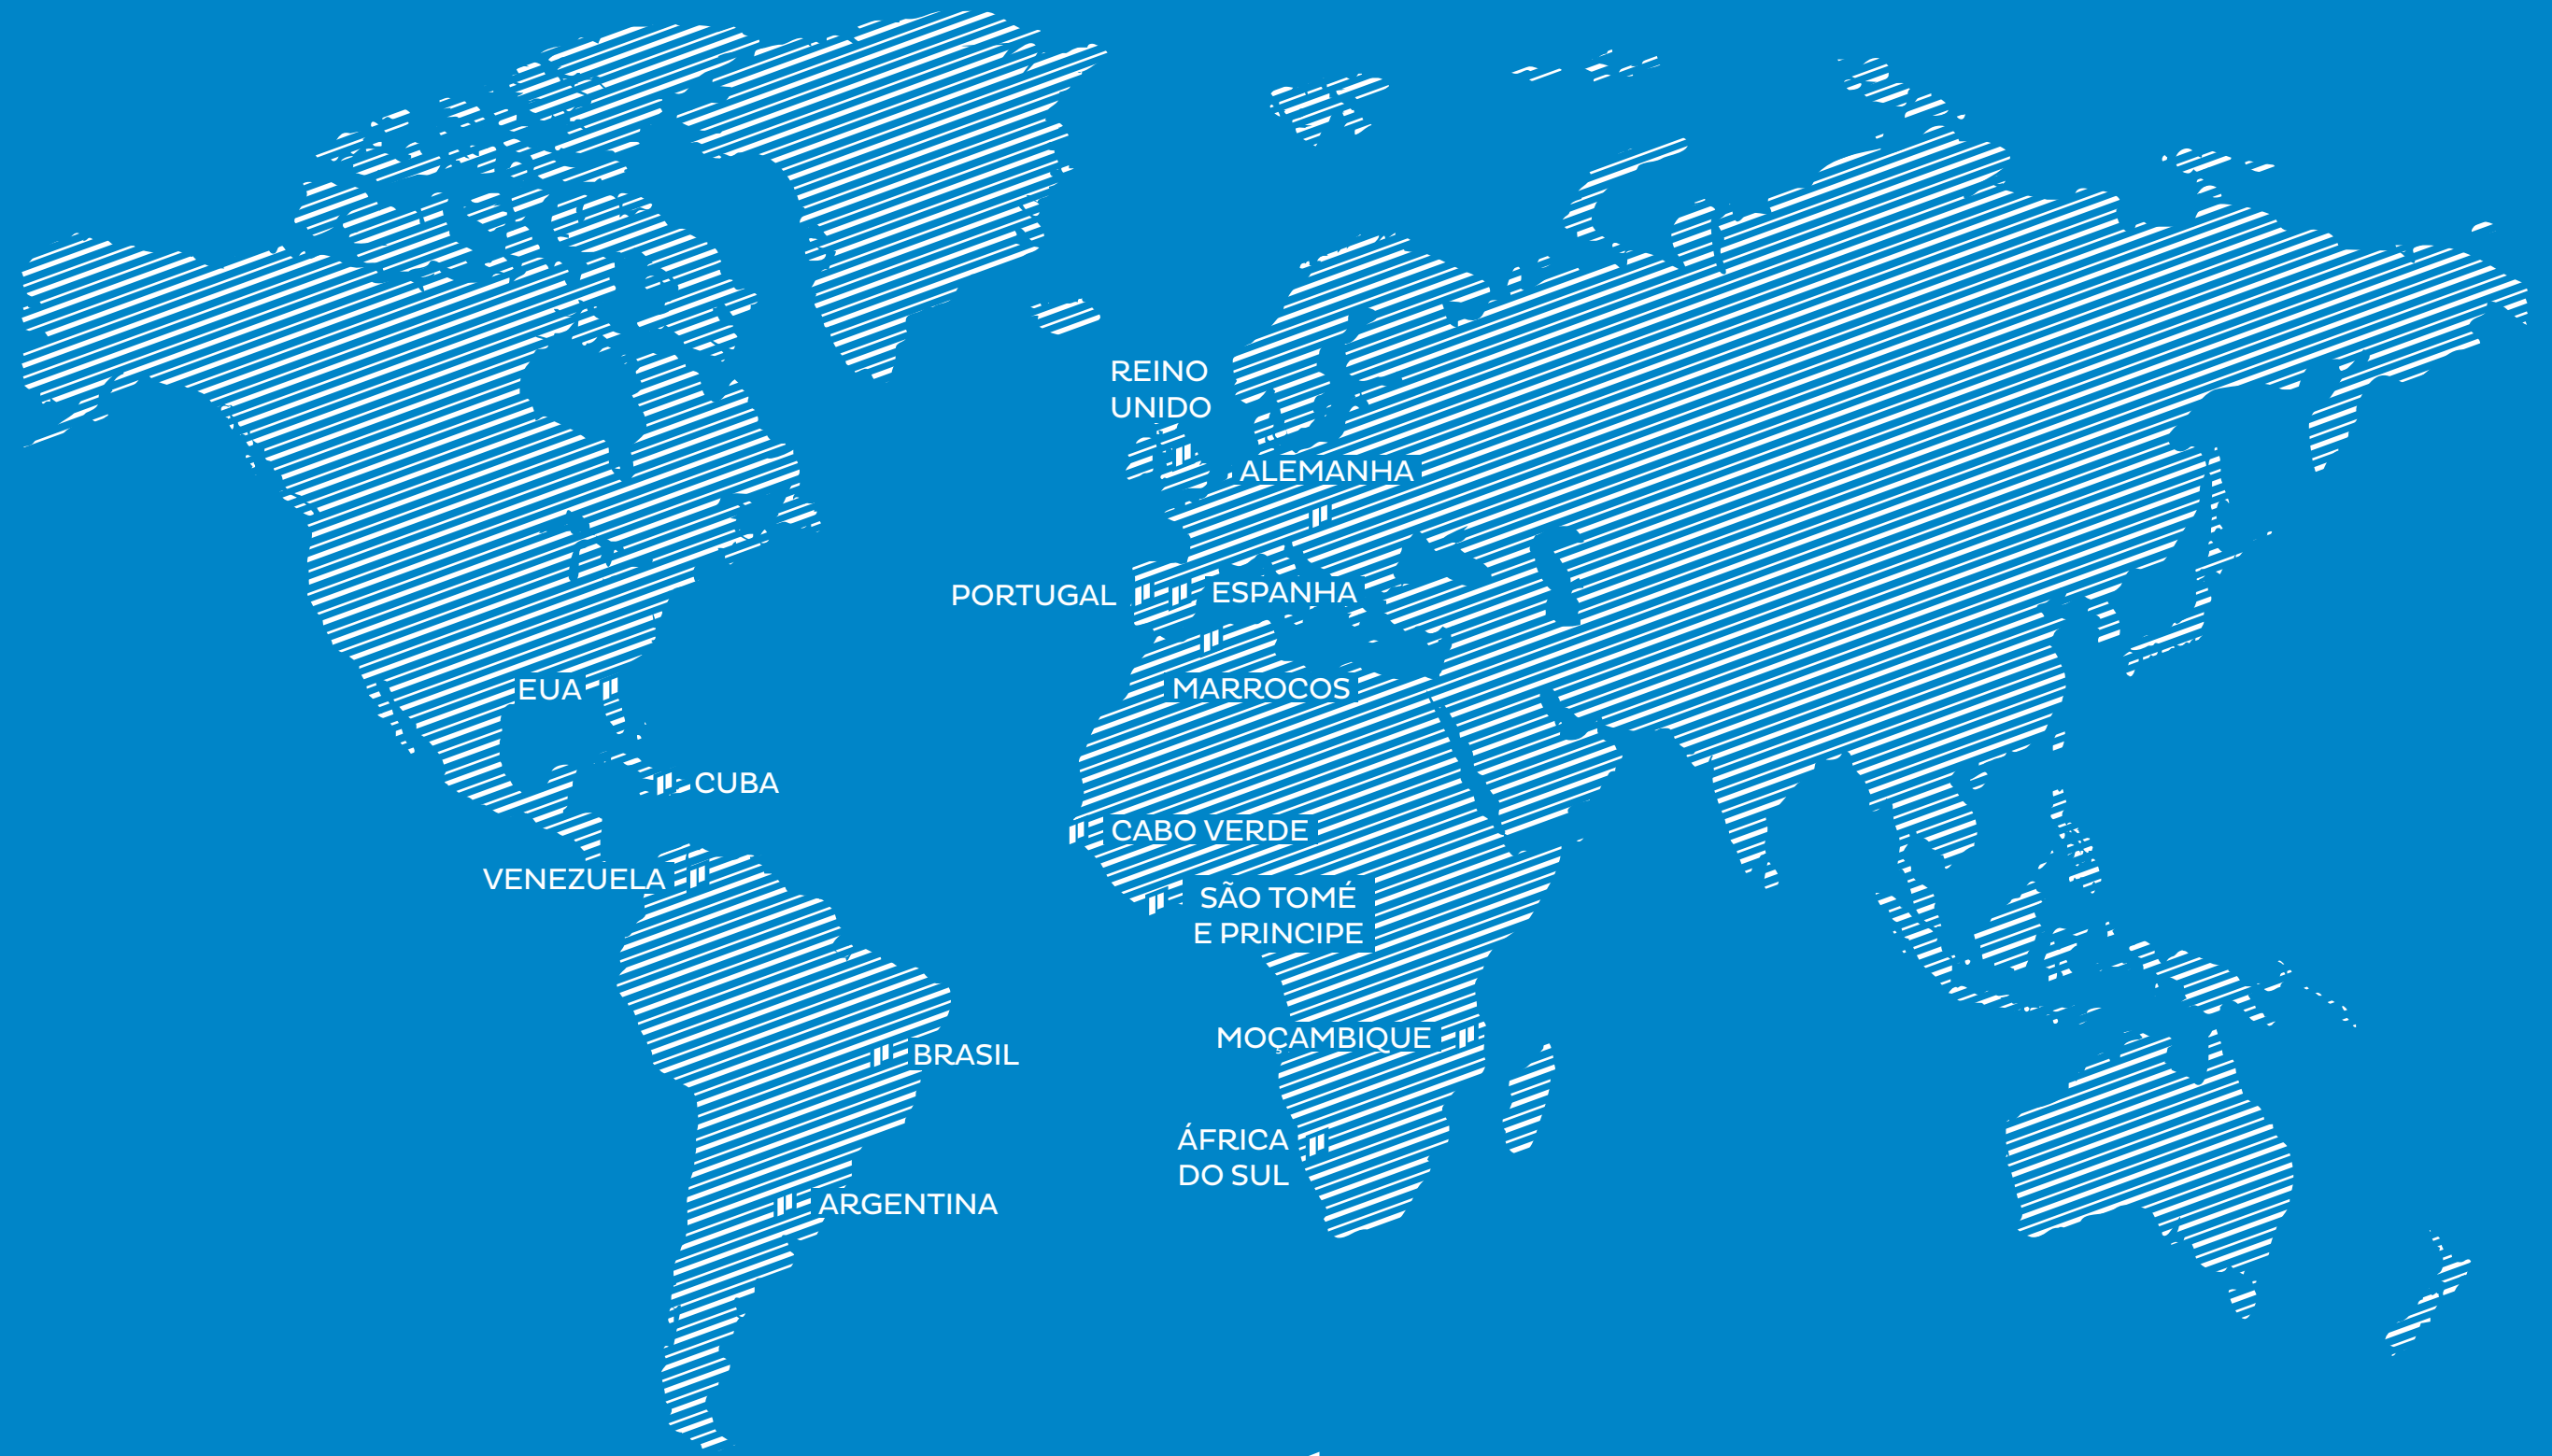 REINO
UNIDO
ALEMANHA
PORTUGAL
ESPANHA
EUA
MARROCOS
CUBA
CABO VERDE
VENEZUELA
SÃO TOMÉ
E PRINCIPE
MOÇAMBIQUE
BRASIL
ÁFRICA
DO SUL
ARGENTINA